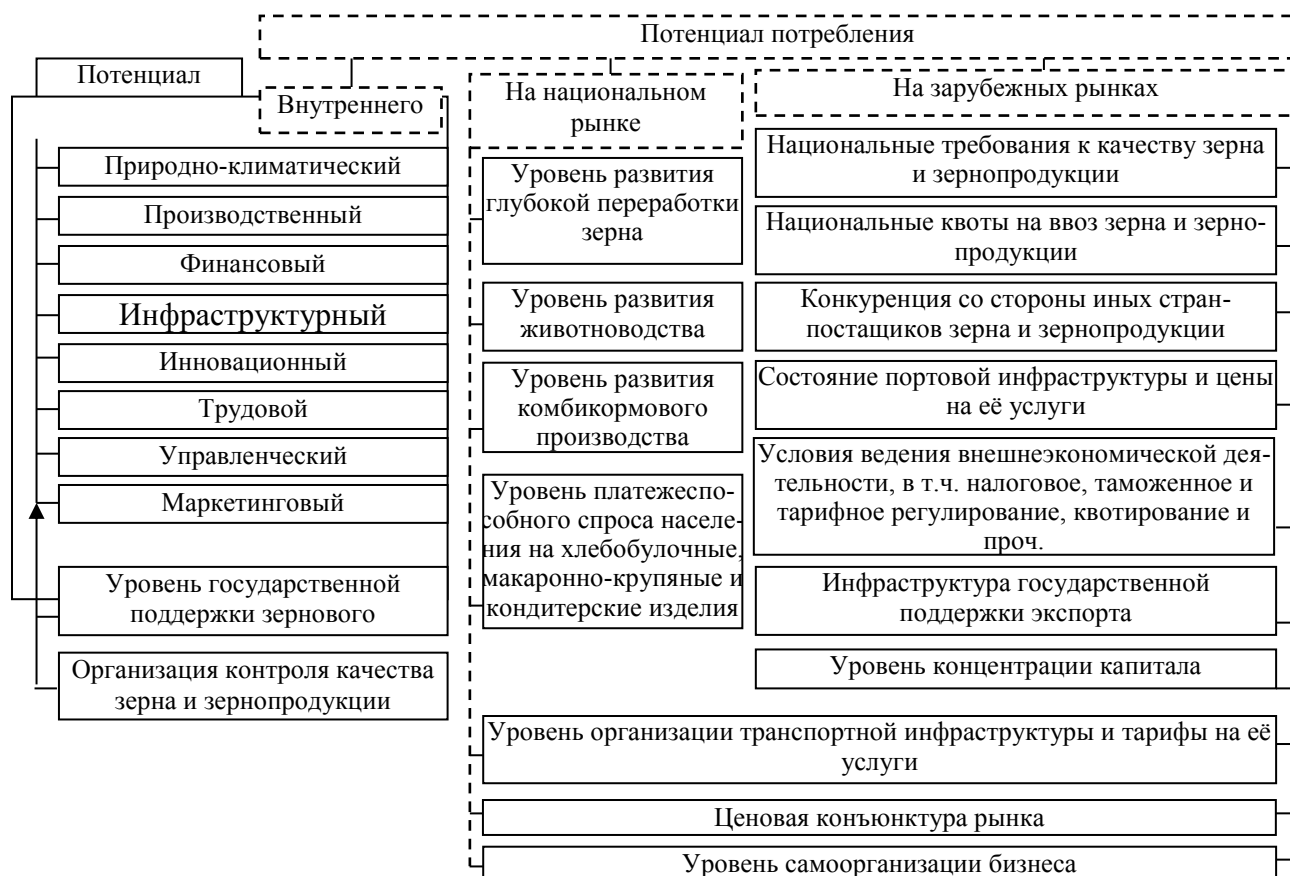 Потенциал потребления
Потенциал
Внутреннего
На национальном
рынке
На зарубежных рынках
Природно-климатический
Производственный
Финансовый
Инфраструктурный
Инновационный
Трудовой
Управленческий
Маркетинговый
Уровень государственной
поддержки зернового
Организация контроля качества
зерна и зернопродукции
Уровень развития
глубокой переработки
зерна
Уровень развития
животноводства
Уровень развития
комбикормового
производства
Уровень платежеспо-
собного спроса населе-
ния на хлебобулочные,
макаронно-крупяные и
кондитерские изделия
Национальные требования к качеству зерна
и зернопродукции
Национальные квоты на ввоз зерна и зерно-
продукции
Конкуренция со стороны иных стран-
постащиков зерна и зернопродукции
Состояние портовой инфраструктуры и цены
на её услуги
Условия ведения внешнеэкономической дея-
тельности, в т.ч. налоговое, таможенное и
тарифное регулирование, квотирование и
проч.
Инфраструктура государственной
поддержки экспорта
Уровень концентрации капитала
Уровень организации транспортной инфраструктуры и тарифы на её
услуги
Ценовая конъюнктура рынка
Уровень самоорганизации бизнеса